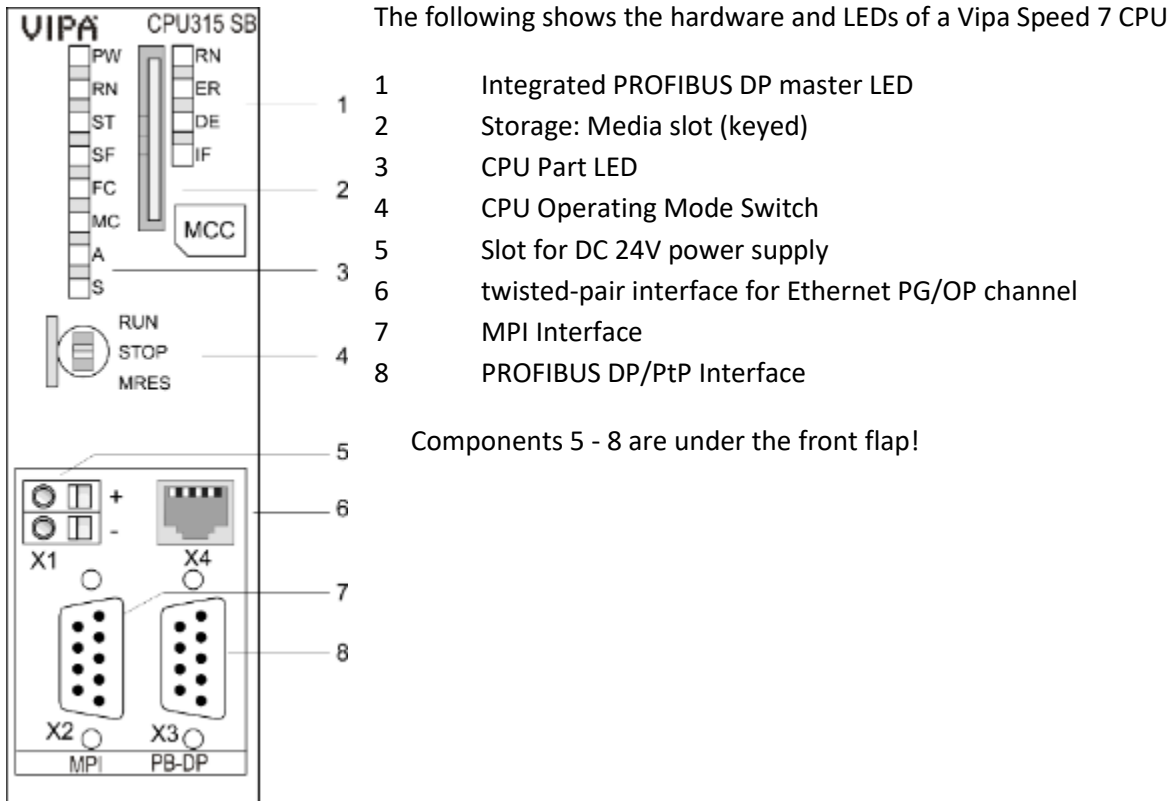 VIPA CPU315 SB
PW
RN
ST
SF
FC
MC
A
S
RN
ER
DE
IF
MCC
RUN
STOP
MRES
X1
+
-
X4
X2
X3
MPI
PB-DP
1
2
3
4
5
6
7
8
The following shows the hardware and LEDs of a Vipa Speed 7 CPU
1 Integrated PROFIBUS DP master LED
2 Storage: Media slot (keyed)
3 CPU Part LED
4 CPU Operating Mode Switch
5 Slot for DC 24V power supply
6 twisted-pair interface for Ethernet PG/OP channel
7 MPI Interface
8 PROFIBUS DP/PtP Interface
Components 5 - 8 are under the front flap!